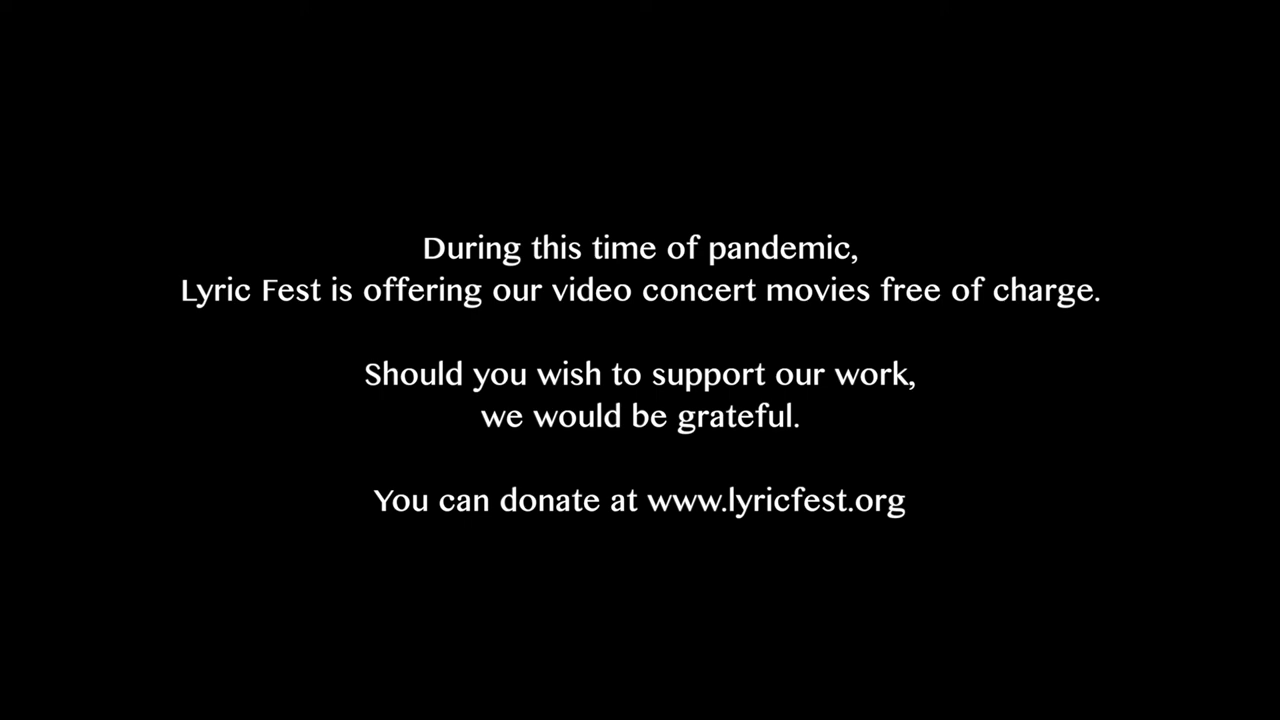 During this time of pandemic,
Lyric Fest is offering our video concert movies free of charge.
Should you wish to support our work,
we would be grateful.
You can donate at www.lyricfest.org